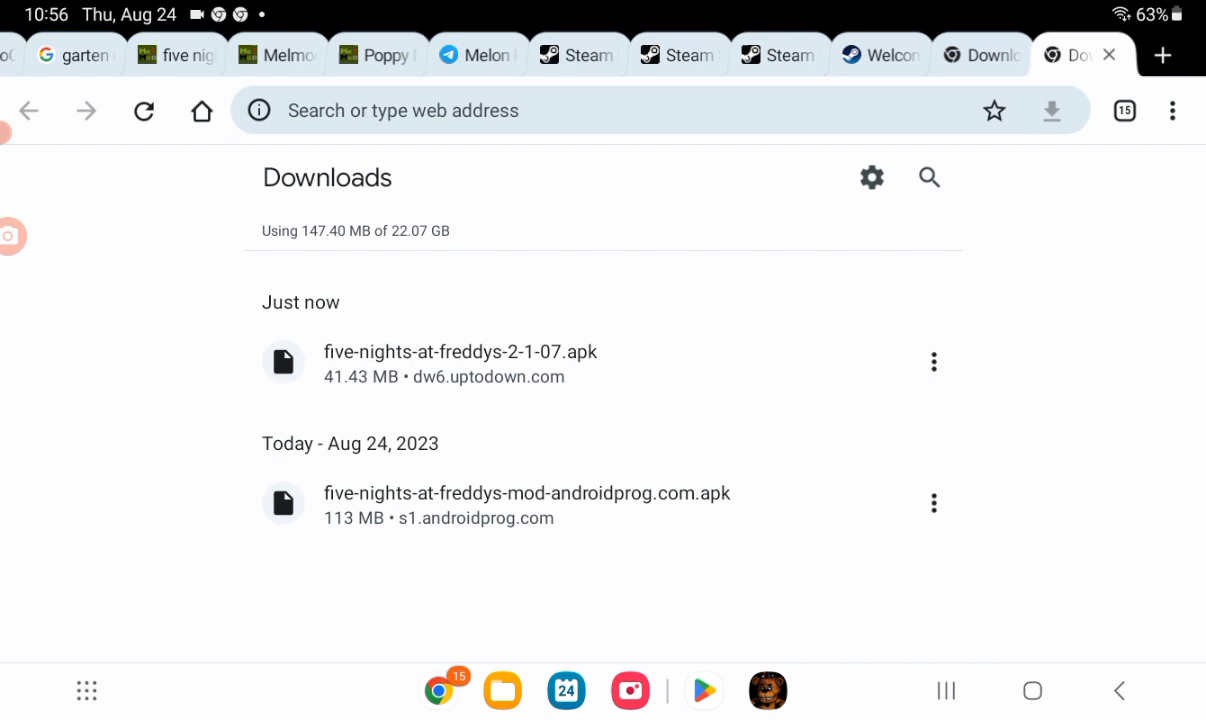 10:56 Thu, Aug 24 63%
garten five nig Melmo Poppy Melon Steam Steam Steam Welcon Downlo Do
Search or type web address 15
Downloads
Using 147.40 MB of 22.07 GB
Just now
five-nights-at-freddys-2-1-07.apk
41.43 MB • dw6.uptodown.com
Today - Aug 24, 2023
five-nights-at-freddys-mod-androidprog.com.apk
113 MB • s1.androidprog.com
15
24